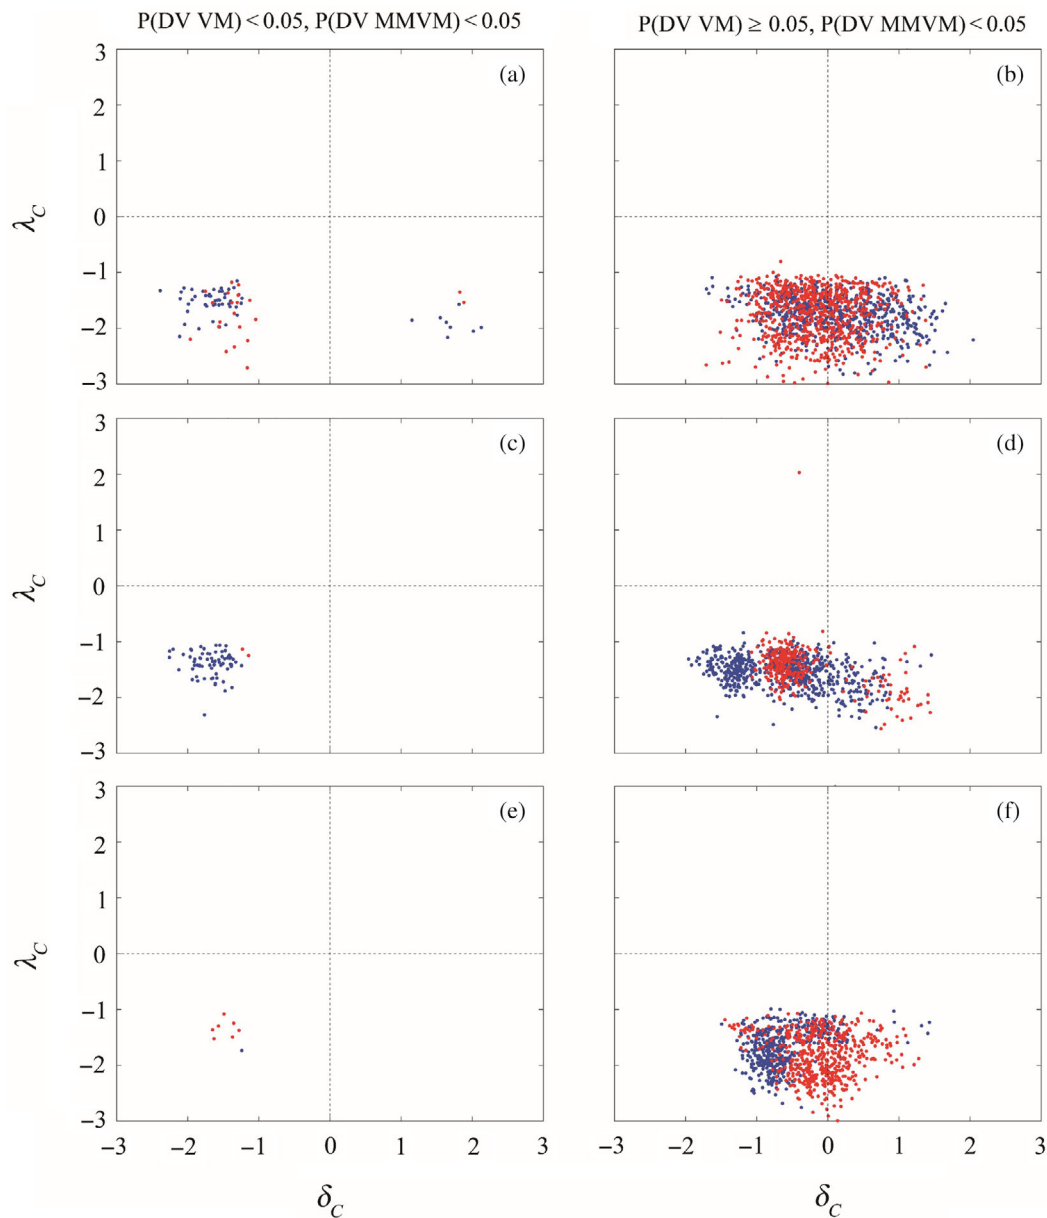 P(DV VM) < 0.05, P(DV MMVM) < 0.05
P(DV VM) ≥ 0.05, P(DV MMVM) < 0.05
3
2
1
0
−1
−2
−3
λC
(a)
(b)
3
2
1
0
−1
−2
−3
λC
(c)
(d)
3
2
1
0
−1
−2
−3
λC
(e)
(f)
−3 −2 −1 0 1 2 3
−3 −2 −1 0 1 2 3
δC
δC